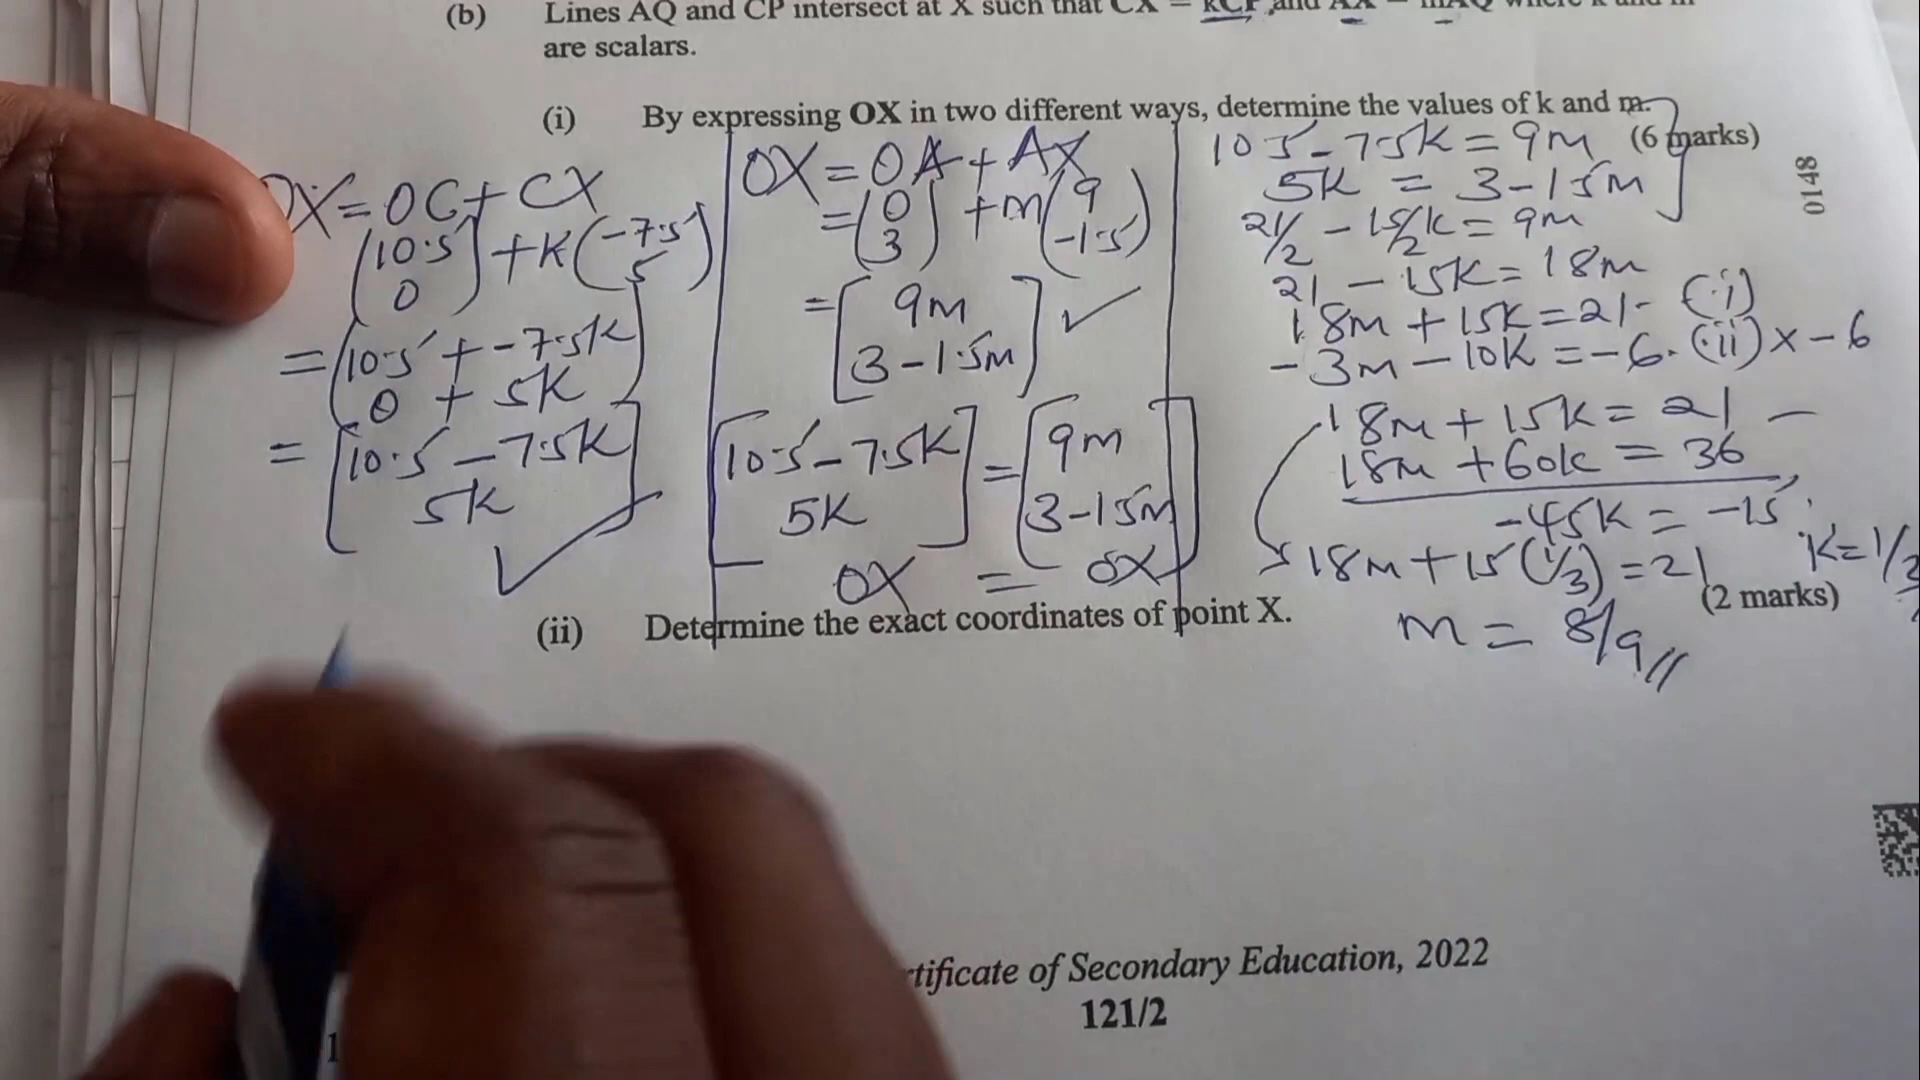 (b) Lines AQ and CP intersect at X such that CX = kCP and AX = mAQ where k and m
are scalars.
(i) By expressing OX in two different ways, determine the values of k and m.
(6 marks)
0148
OX = OC + CX
(10.5 0) + K(-7.5 5)
= (10.5 + -7.5K
0 + 5K)
= [10.5 - 7.5K
5K] ✓
OX = OA + AX
= (0 3) + m(9 -1.5)
= [9m
3 - 1.5m] ✓
[10.5 - 7.5K] = [9m
5K 3 - 1.5m]
OX = OX
10.5 - 7.5K = 9m
5K = 3 - 1.5m
21/2 - 15/2K = 9m
21 - 15K = 18m
18m + 15K = 21 - (i)
-3m - 10K = -6. (ii) x - 6
18m + 15K = 21 -
18m + 60K = 36
-45K = -15
K = 1/3
18m + 15(1/3) = 21
m = 8/9 //
(ii) Determine the exact coordinates of point X.
(2 marks)
rtificate of Secondary Education, 2022
121/2
1